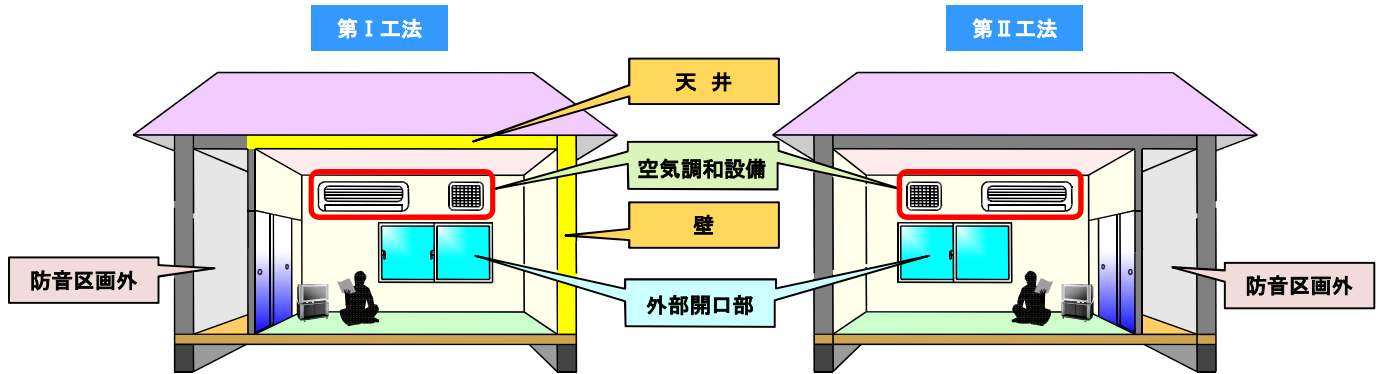 第Ⅰ工法
第Ⅱ工法
天 井
空気調和設備
壁
防音区画外
外部開口部
防音区画外